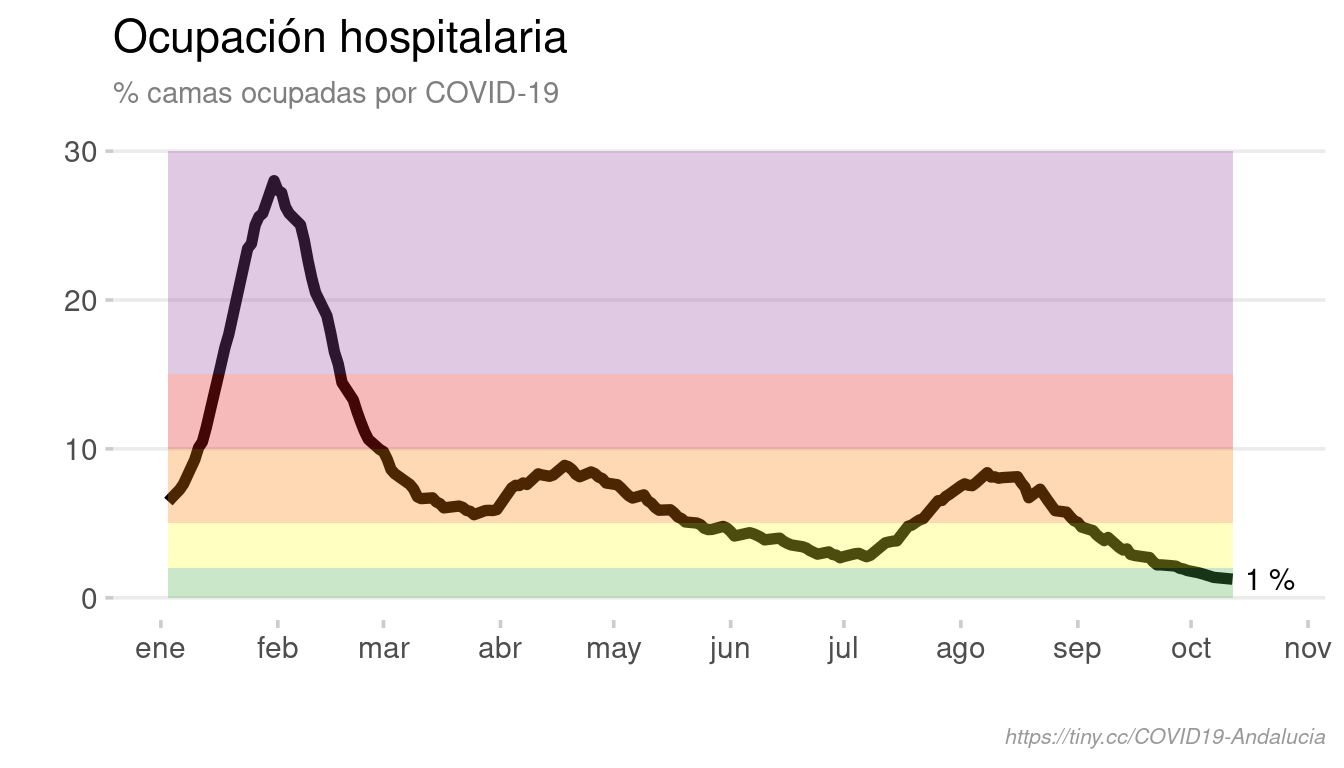 Ocupación hospitalaria
% camas ocupadas por COVID-19
30
20
10
0
1 %
ene feb mar abr may jun jul ago sep oct nov
https://tiny.cc/COVID19-Andalucia